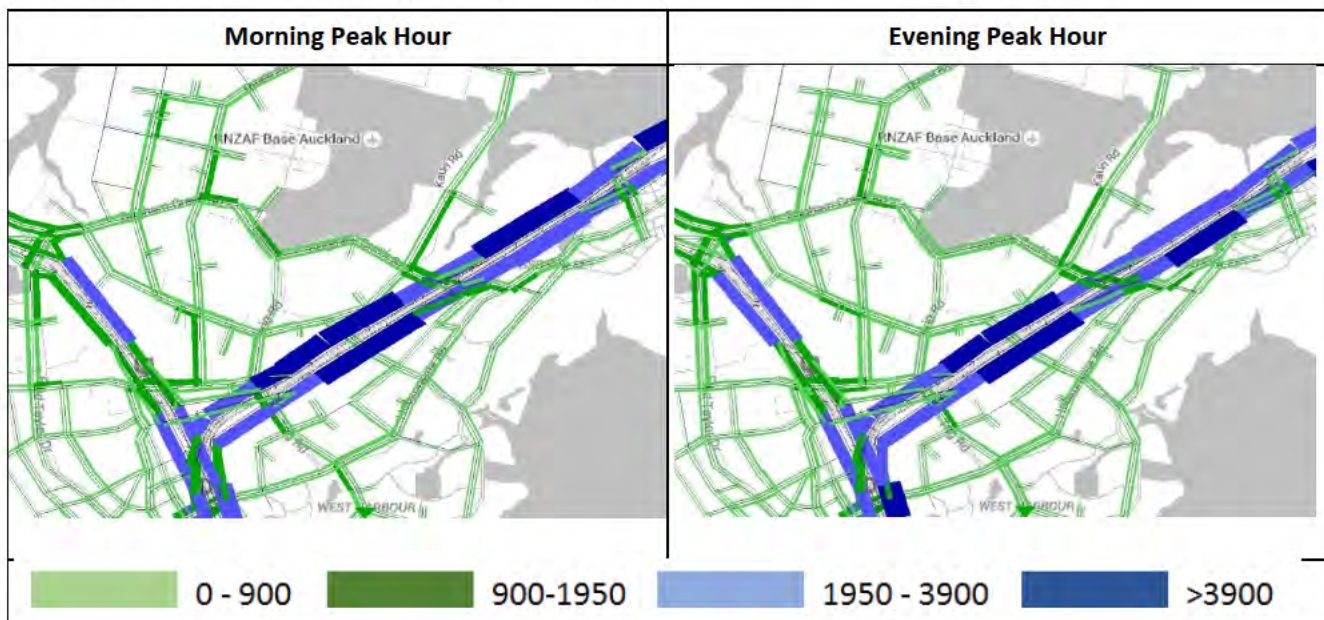 Morning Peak Hour
Evening Peak Hour
RNZAF Base Auckland
Kauri Rd
WEST HARBOUR
RNZAF Base Auckland
Kauri Rd
WEST HARBOUR
0 - 900
900-1950
1950 - 3900
>3900